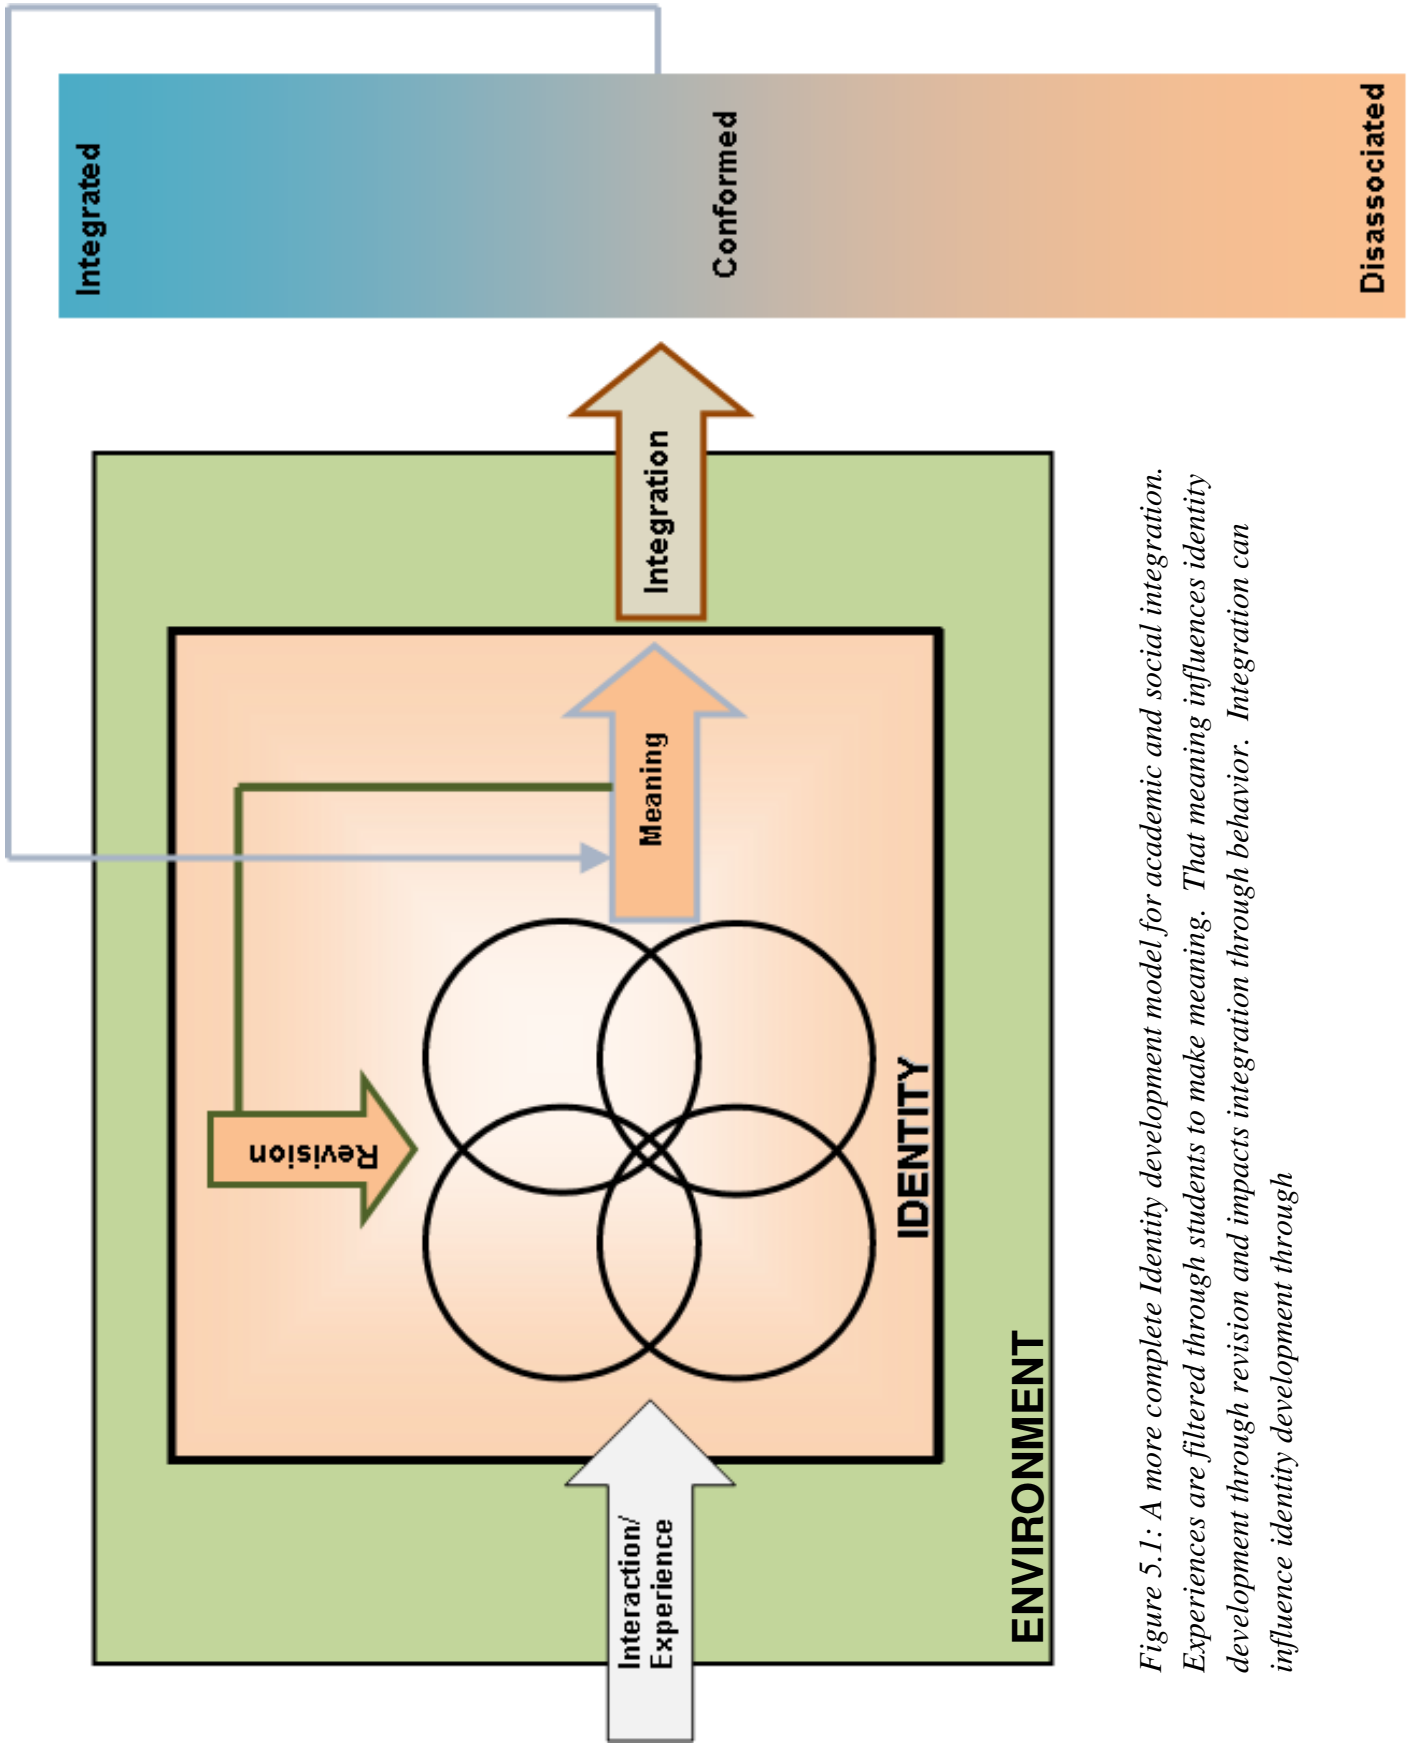 Integrated
Conformed
Disassociated
Integration
Meaning
Revision
IDENTITY
Interaction/
Experience
ENVIRONMENT
Figure 5.1: A more complete Identity development model for academic and social integration.
Experiences are filtered through students to make meaning.  That meaning influences identity
development through revision and impacts integration through behavior.  Integration can
influence identity development through